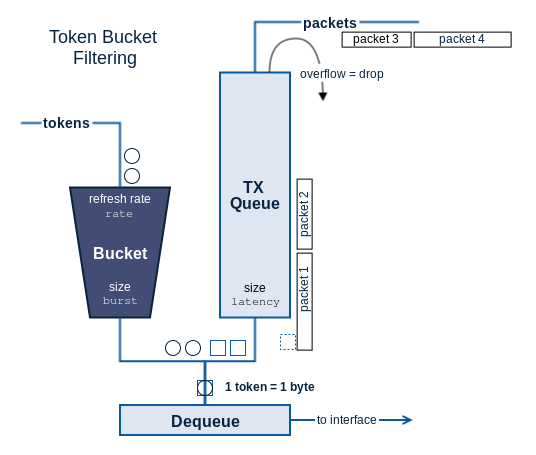 Token Bucket
Filtering
packets
packet 3
packet 4
overflow = drop
tokens
refresh rate
rate
Bucket
size
burst
TX
Queue
size
latency
packet 2
packet 1
1 token = 1 byte
Dequeue
to interface